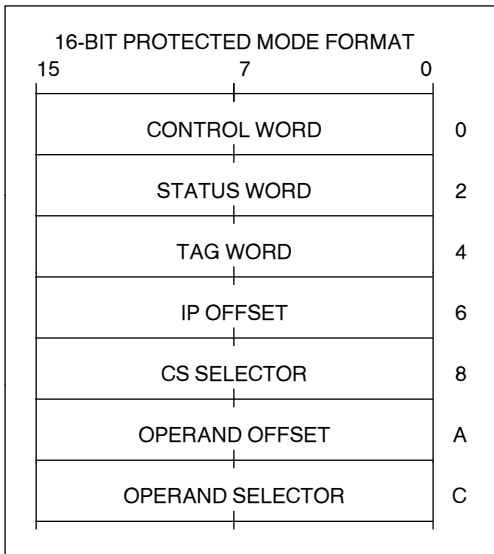 16-BIT PROTECTED MODE FORMAT
15 7 0
CONTROL WORD 0
STATUS WORD 2
TAG WORD 4
IP OFFSET 6
CS SELECTOR 8
OPERAND OFFSET A
OPERAND SELECTOR C